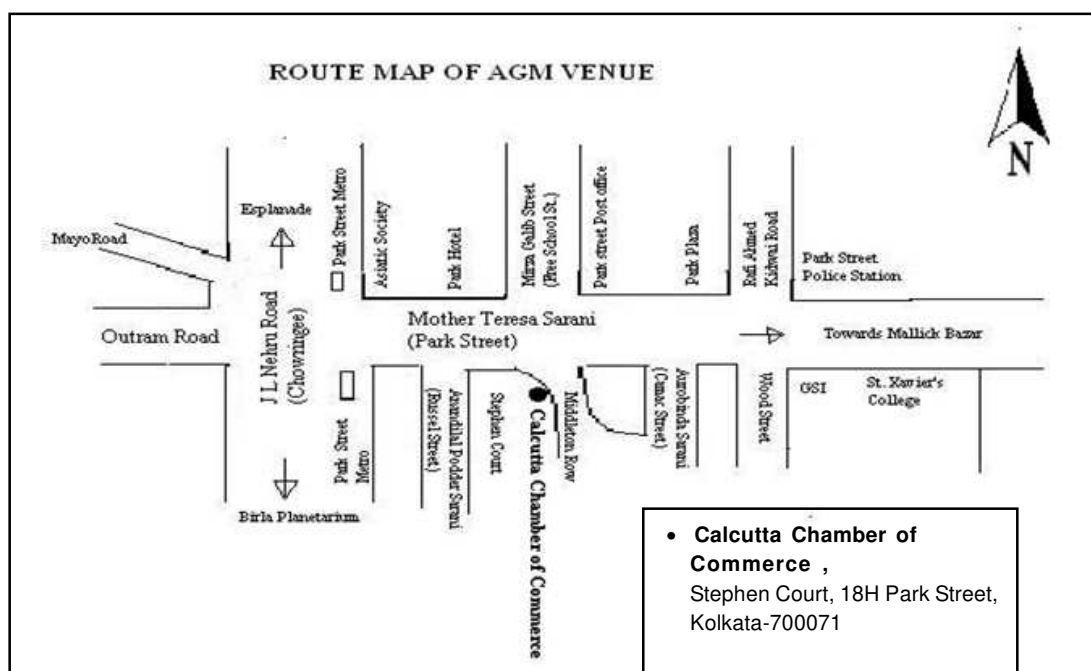 ROUTE MAP OF AGM VENUE
N
Esplanade
Mayo Road
Park Street Metro
Asiatic Society
Park Hotel
Mirza Galib Street
(Free School St.)
Park street Post office
Park Plaza
Rafi Ahmed
Kidwai Road
Park Street
Police Station
Outram Road
J L Nehru Road
(Chowringee)
Mother Teresa Sarani
(Park Street)
Towards Mallick Bazar
Park Street
Metro
Anandilal Podder Sarani
(Russel Street)
Stephen Court
Calcutta Chamber of Commerce
Middleton Row
Aurobinda Sarani
(Camac Street)
Wood Street
GSI
St. Xavier's
College
Birla Planetarium
• Calcutta Chamber of
Commerce ,
Stephen Court, 18H Park Street,
Kolkata-700071